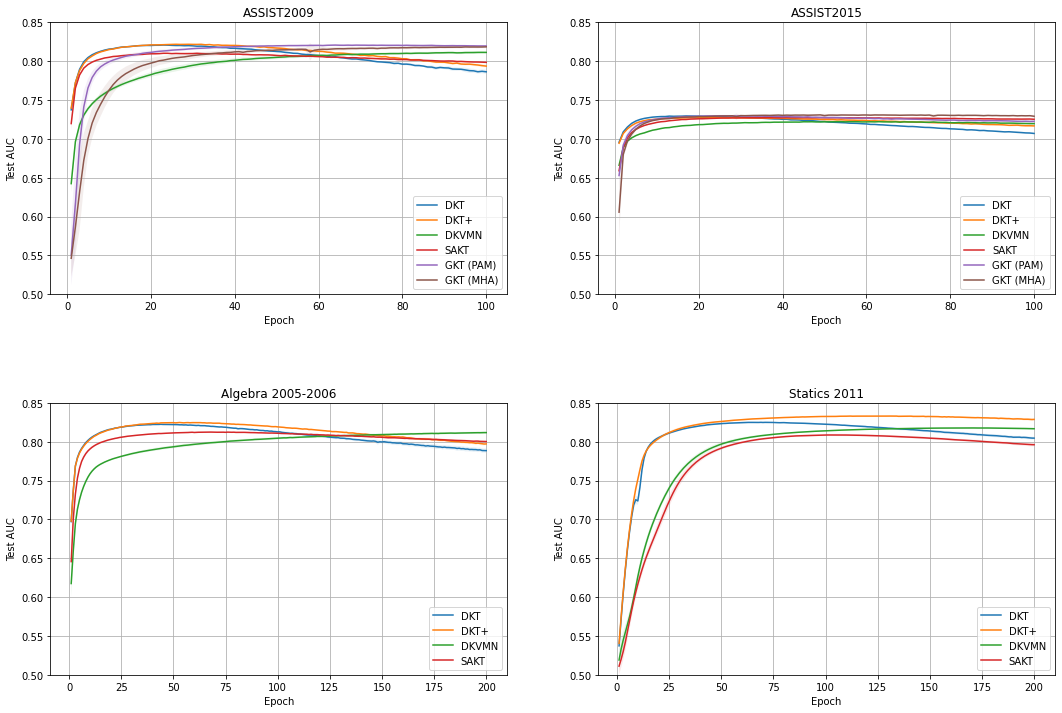 ASSIST2009
0.85
0.80
0.75
0.70
0.65
0.60
0.55
0.50
Test AUC
0
20
40
60
80
100
Epoch
DKT
DKT+
DKVMN
SAKT
GKT (PAM)
GKT (MHA)
ASSIST2015
0.85
0.80
0.75
0.70
0.65
0.60
0.55
0.50
Test AUC
0
20
40
60
80
100
Epoch
DKT
DKT+
DKVMN
SAKT
GKT (PAM)
GKT (MHA)
Algebra 2005-2006
0.85
0.80
0.75
0.70
0.65
0.60
0.55
0.50
Test AUC
0
25
50
75
100
125
150
175
200
Epoch
DKT
DKT+
DKVMN
SAKT
Statics 2011
0.85
0.80
0.75
0.70
0.65
0.60
0.55
0.50
Test AUC
0
25
50
75
100
125
150
175
200
Epoch
DKT
DKT+
DKVMN
SAKT